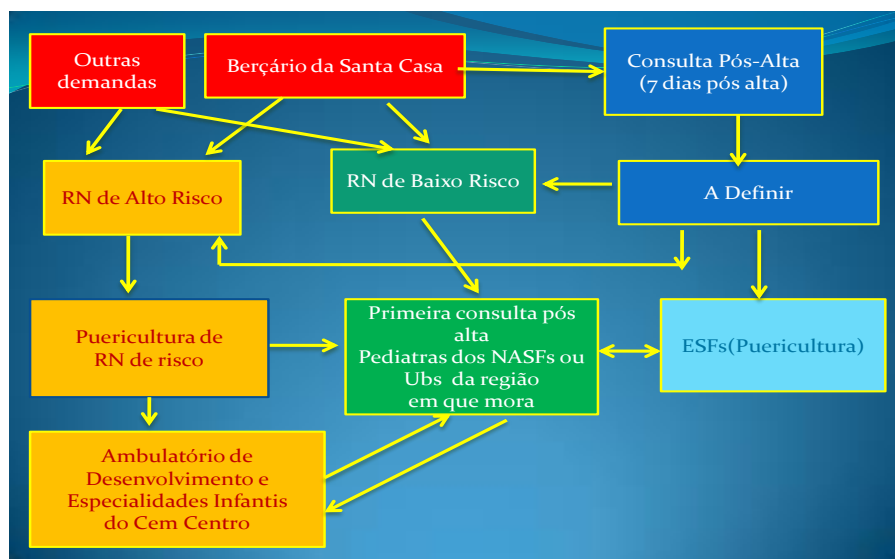 Outras
demandas
Berçário da Santa Casa
Consulta Pós-Alta
(7 dias pós alta)
RN de Alto Risco
RN de Baixo Risco
A Definir
Puericultura de
RN de risco
Primeira consulta pós
alta
Pediatras dos NASFs ou
Ubs da região
em que mora
ESFs(Puericultura)
Ambulatório de
Desenvolvimento e
Especialidades Infantis
do Cem Centro